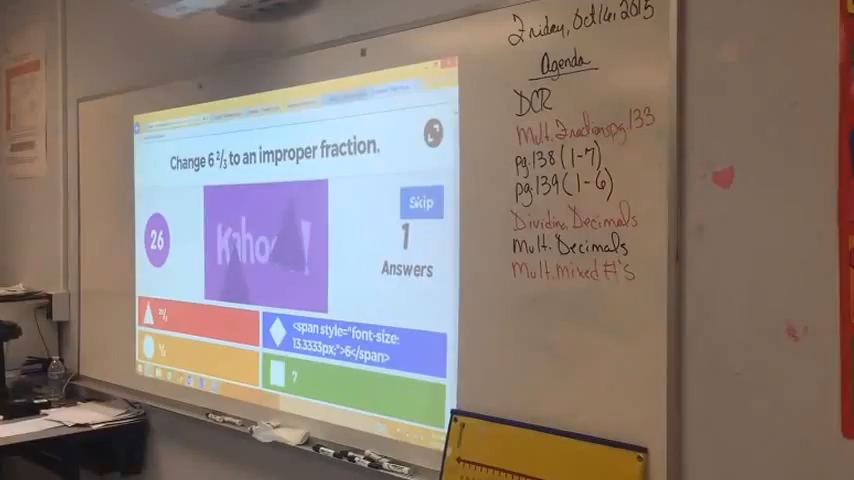 Change 6 ²/₃ to an improper fraction.
26
Kahoot!
Skip
1
Answers
<span style="font-size:
13.3333px;">6</span>
7
Friday, Oct 16, 2015
Agenda
DCR
Mult. Fractions pg 133
pg. 138 (1-7)
pg. 139 (1-6)
Dividing Decimals
Mult. Decimals
Mult. mixed #'s